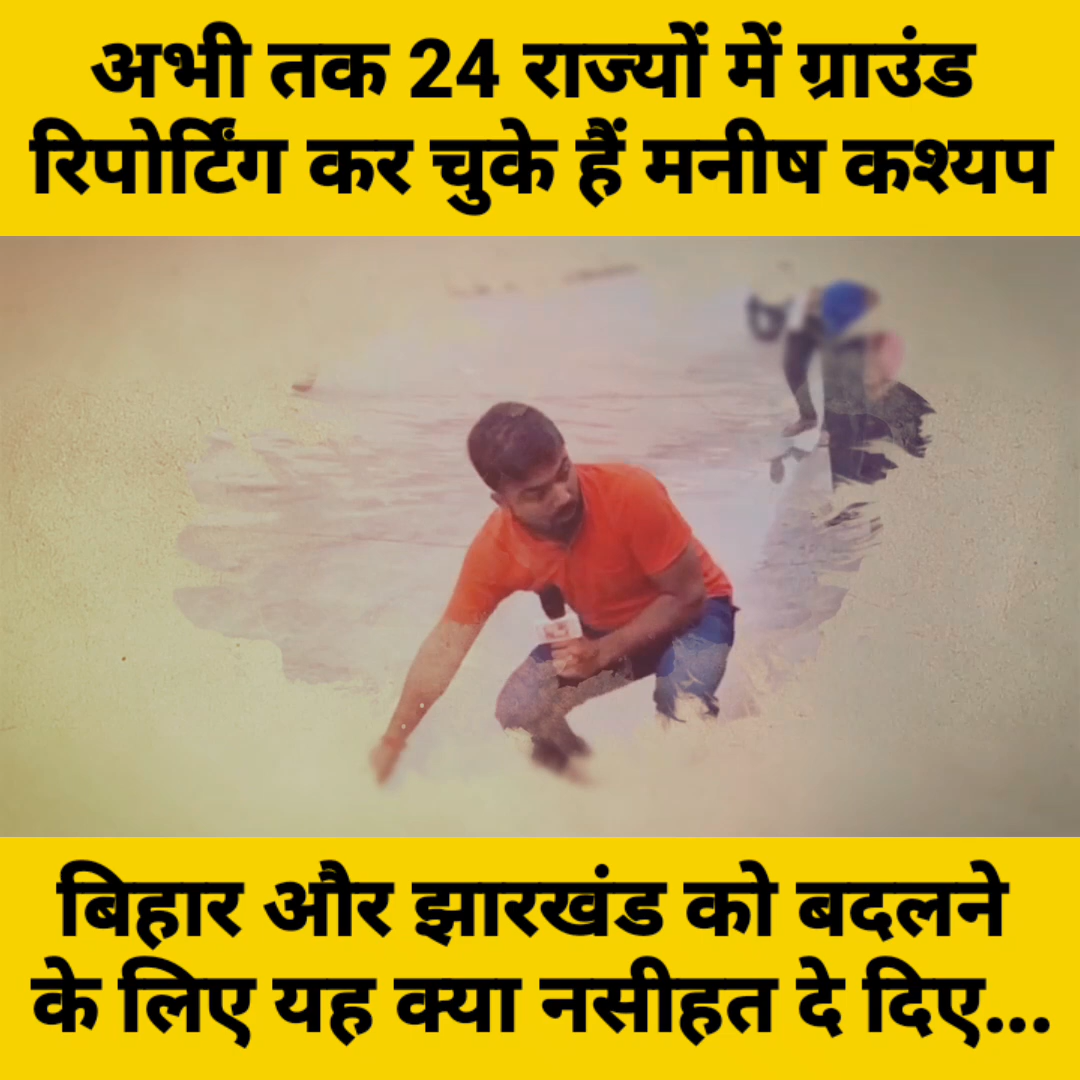 अभी तक 24 राज्यों में ग्राउंड
रिपोर्टिंग कर चुके हैं मनीष कश्यप
बिहार और झारखंड को बदलने
के लिए यह क्या नसीहत दे दिए...